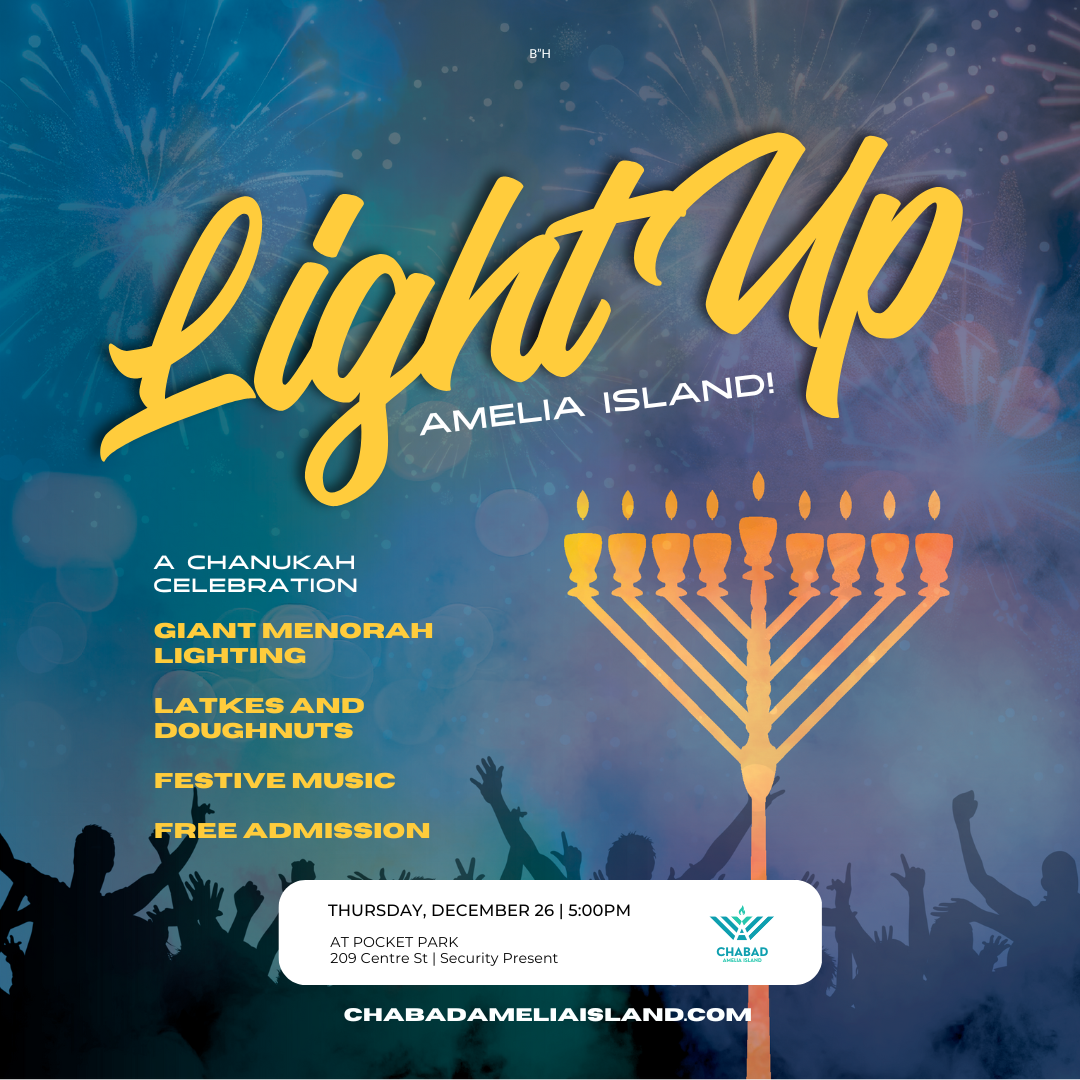 B"H
Light Up
AMELIA ISLAND!
A CHANUKAH
CELEBRATION
GIANT MENORAH
LIGHTING
LATKES AND
DOUGHNUTS
FESTIVE MUSIC
FREE ADMISSION
THURSDAY, DECEMBER 26 | 5:00PM
AT POCKET PARK
209 Centre St | Security Present
CHABAD
AMELIA ISLAND
CHABADAMELIAISLAND.COM